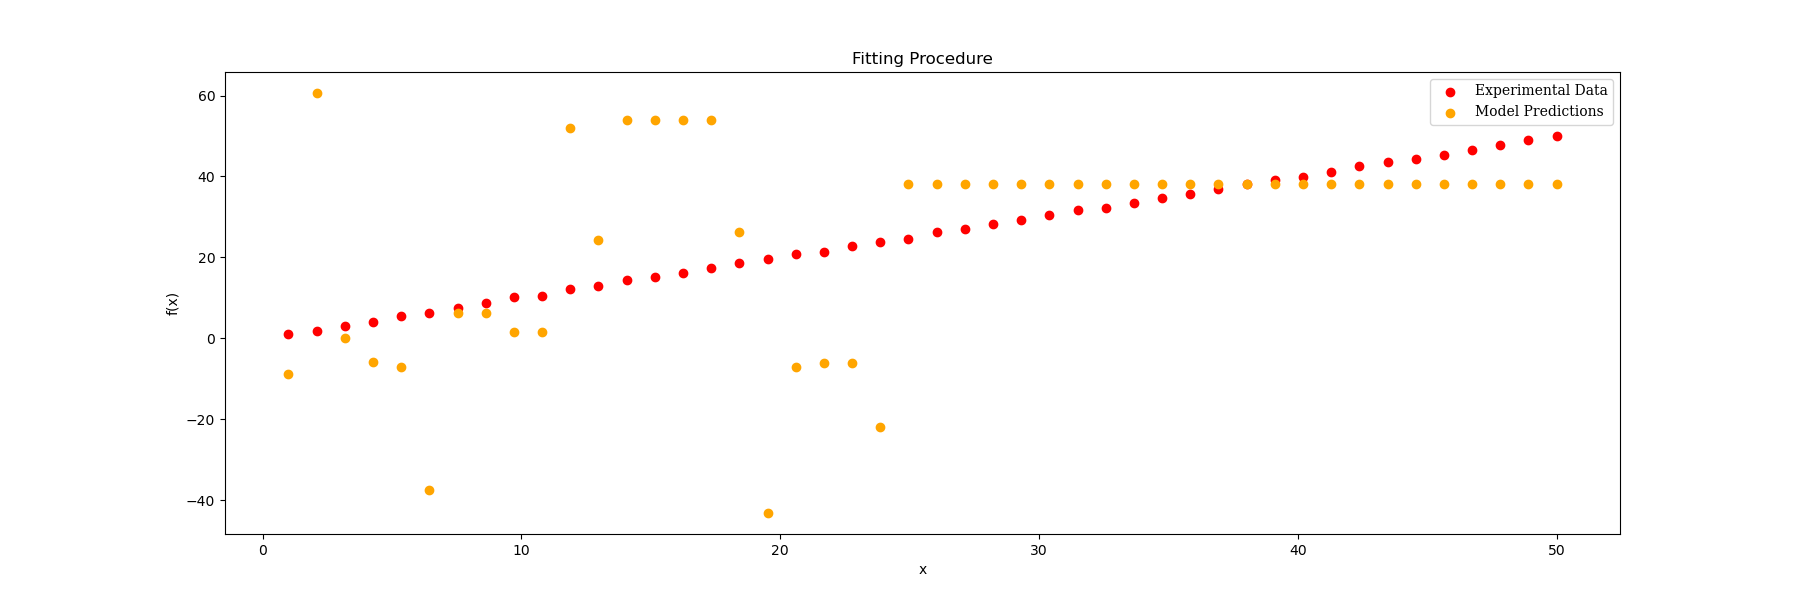 Fitting Procedure
Experimental Data
Model Predictions
60
40
20
0
−20
−40
f(x)
0 10 20 30 40 50
x